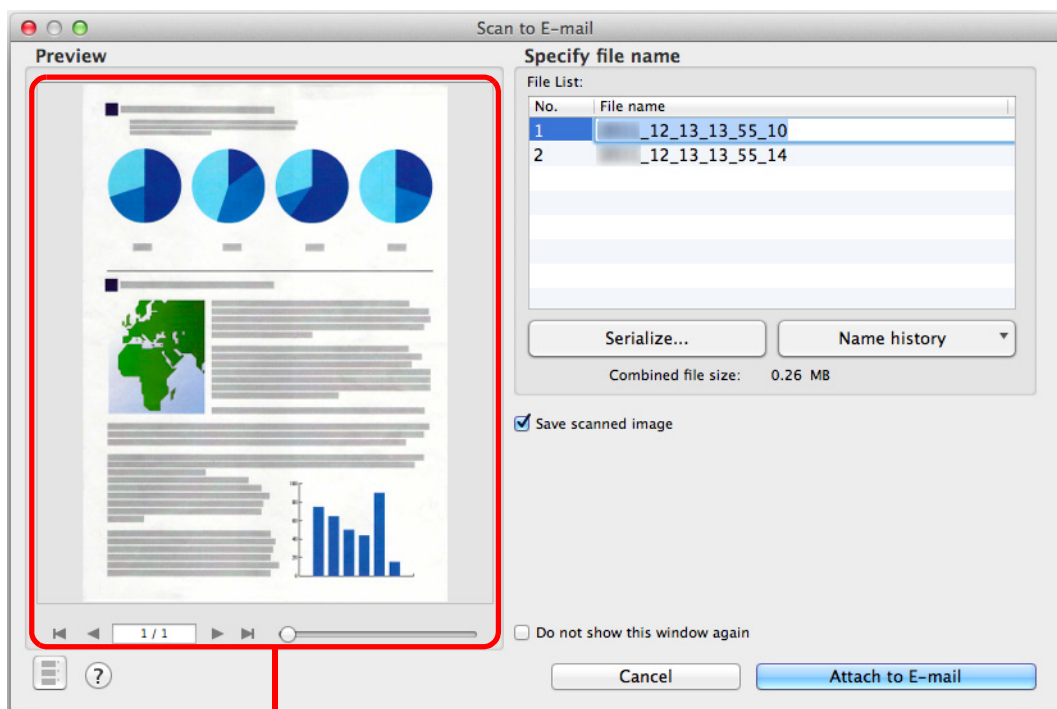 Scan to E-mail
Preview
Specify file name
File List:
No. File name
1 _12_13_13_55_10
2 _12_13_13_55_14
Serialize...
Name history
Combined file size: 0.26 MB
Save scanned image
1 / 1
Do not show this window again
?
Cancel
Attach to E-mail